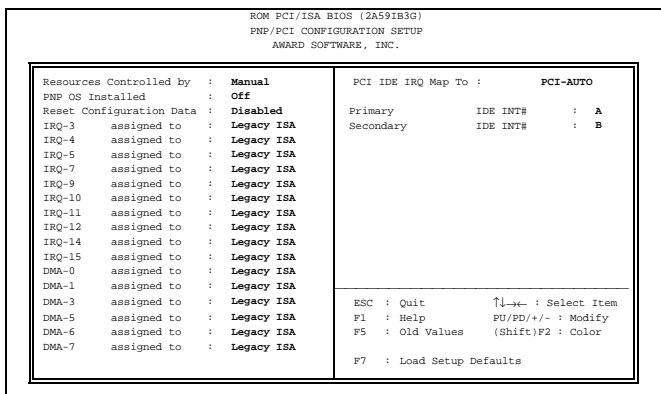 ROM PCI/ISA BIOS (2A59IB3G)
PNP/PCI CONFIGURATION SETUP
AWARD SOFTWARE, INC.
Resources Controlled by : Manual
PNP OS Installed : Off
Reset Configuration Data : Disabled
IRQ-3 assigned to : Legacy ISA
IRQ-4 assigned to : Legacy ISA
IRQ-5 assigned to : Legacy ISA
IRQ-7 assigned to : Legacy ISA
IRQ-9 assigned to : Legacy ISA
IRQ-10 assigned to : Legacy ISA
IRQ-11 assigned to : Legacy ISA
IRQ-12 assigned to : Legacy ISA
IRQ-14 assigned to : Legacy ISA
IRQ-15 assigned to : Legacy ISA
DMA-0 assigned to : Legacy ISA
DMA-1 assigned to : Legacy ISA
DMA-3 assigned to : Legacy ISA
DMA-5 assigned to : Legacy ISA
DMA-6 assigned to : Legacy ISA
DMA-7 assigned to : Legacy ISA
PCI IDE IRQ Map To : PCI-AUTO
Primary IDE INT# : A
Secondary IDE INT# : B
ESC : Quit ↑↓→← : Select Item
F1 : Help PU/PD/+/- : Modify
F5 : Old Values (Shift)F2 : Color
F7 : Load Setup Defaults